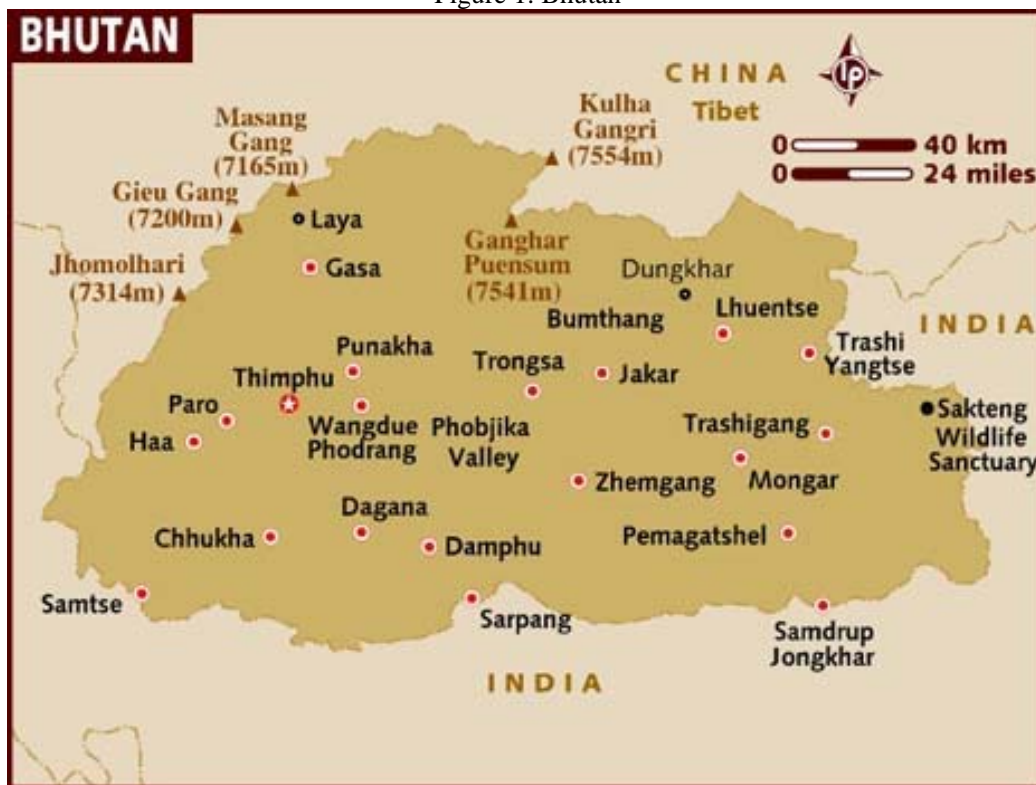 Figure 1. Bhutan
BHUTAN
CHINA
Tibet
lp
0 40 km
0 24 miles
Kulha
Gangri
(7554m)
Masang
Gang
(7165m)
Gieu Gang
(7200m)
Laya
Jhomolhari
(7314m)
Gasa
Ganghar
Puensum
(7541m)
Dungkhar
Bumthang
Lhuentse
INDIA
Trashi
Yangtse
Punakha
Trongsa
Jakar
Thimphu
Paro
Haa
Wangdue
Phodrang
Phobjika
Valley
Trashigang
Sakteng
Wildlife
Sanctuary
Zhemgang
Mongar
Dagana
Chhukha
Damphu
Pemagatshel
Samtse
Sarpang
Samdrup
Jongkhar
INDIA